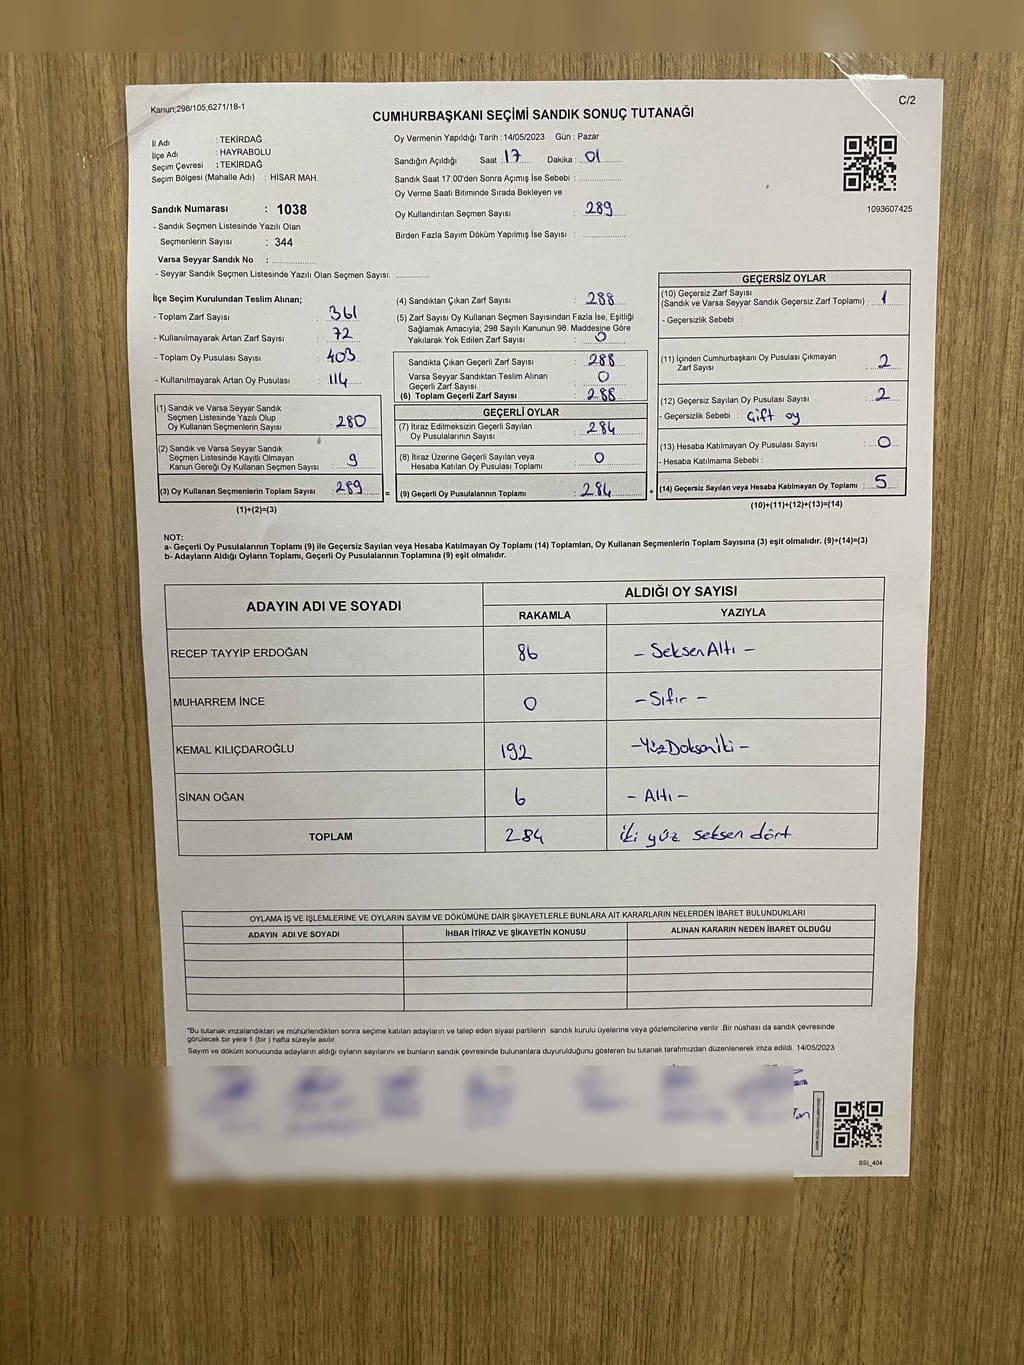 Kanun;298/105,6271/18-1
C/2
CUMHURBAŞKANI SEÇİMİ SANDIK SONUÇ TUTANAĞI
İl Adı : TEKİRDAĞ
İlçe Adı : HAYRABOLU
Seçim Çevresi : TEKİRDAĞ
Seçim Bölgesi (Mahalle Adı) : HİSAR MAH.
Sandık Numarası : 1038
- Sandık Seçmen Listesinde Yazılı Olan
Seçmenlerin Sayısı : 344
Varsa Seyyar Sandık No :
- Seyyar Sandık Seçmen Listesinde Yazılı Olan Seçmen Sayısı:
Oy Vermenin Yapıldığı Tarih : 14/05/2023 Gün : Pazar
Sandığın Açıldığı Saat : 17 Dakika : 01
Sandık Saat 17:00'den Sonra Açımış İse Sebebi :
Oy Verme Saati Bitiminde Sırada Bekleyen ve
Oy Kullandırılan Seçmen Sayısı : 289
Birden Fazla Sayım Döküm Yapılmış İse Sayısı :
1093607425
İlçe Seçim Kurulundan Teslim Alınan;
- Toplam Zarf Sayısı : 361
- Kullanılmayarak Artan Zarf Sayısı : 72
- Toplam Oy Pusulası Sayısı : 403
- Kullanılmayarak Artan Oy Pusulası : 114
(1) Sandık ve Varsa Seyyar Sandık
Seçmen Listesinde Yazılı Olup
Oy Kullanan Seçmenlerin Sayısı : 280
(2) Sandık ve Varsa Seyyar Sandık
Seçmen Listesinde Kayıtlı Olmayan
Kanun Gereği Oy Kullanan Seçmen Sayısı : 9
(3) Oy Kullanan Seçmenlerin Toplam Sayısı : 289 =
(1)+(2)=(3)
(4) Sandıktan Çıkan Zarf Sayısı : 288
(5) Zarf Sayısı Oy Kullanan Seçmen Sayısından Fazla İse, Eşitliği
Sağlamak Amacıyla; 298 Sayılı Kanunun 98. Maddesine Göre
Yakılarak Yok Edilen Zarf Sayısı : 0
Sandıkta Çıkan Geçerli Zarf Sayısı : 288
Varsa Seyyar Sandıktan Teslim Alınan
Geçerli Zarf Sayısı : 0
(6) Toplam Geçerli Zarf Sayısı : 288
GEÇERLİ OYLAR
(7) İtiraz Edilmeksizin Geçerli Sayılan
Oy Pusulalarının Sayısı : 284
(8) İtiraz Üzerine Geçerli Sayılan veya
Hesaba Katılan Oy Pusulası Toplamı : 0
(9) Geçerli Oy Pusulalarının Toplamı : 284 +
GEÇERSİZ OYLAR
(10) Geçersiz Zarf Sayısı
(Sandık ve Varsa Seyyar Sandık Geçersiz Zarf Toplamı) : 1
- Geçersizlik Sebebi :
(11) İçinden Cumhurbaşkanı Oy Pusulası Çıkmayan
Zarf Sayısı : 2
(12) Geçersiz Sayılan Oy Pusulası Sayısı : 2
- Geçersizlik Sebebi : Çift oy
(13) Hesaba Katılmayan Oy Pusulası Sayısı : 0
- Hesaba Katılmama Sebebi :
(14) Geçersiz Sayılan veya Hesaba Katılmayan Oy Toplamı : 5
(10)+(11)+(12)+(13)=(14)
NOT:
a- Geçerli Oy Pusulalarının Toplamı (9) ile Geçersiz Sayılan veya Hesaba Katılmayan Oy Toplamı (14) Toplamları, Oy Kullanan Seçmenlerin Toplam Sayısına (3) eşit olmalıdır. (9)+(14)=(3)
b- Adayların Aldığı Oyların Toplamı, Geçerli Oy Pusulalarının Toplamına (9) eşit olmalıdır.
ADAYIN ADI VE SOYADI
ALDIĞI OY SAYISI
RAKAMLA YAZIYLA
RECEP TAYYİP ERDOĞAN 86 - Seksen Altı -
MUHARREM İNCE 0 - Sıfır -
KEMAL KILIÇDAROĞLU 192 - Yüz Doksan İki -
SİNAN OĞAN 6 - Altı -
TOPLAM 284 iki yüz seksen dört
OYLAMA İŞ VE İŞLEMLERİNE VE OYLARIN SAYIM VE DÖKÜMÜNE DAİR ŞİKAYETLERLE BUNLARA AİT KARARLARIN NELERDEN İBARET BULUNDUKLARI
ADAYIN ADI VE SOYADI İHBAR İTİRAZ VE ŞİKAYETİN KONUSU ALINAN KARARIN NEDEN İBARET OLDUĞU
*Bu tutanak imzalandıktan ve mühürlendikten sonra seçime katılan adayların ve talep eden siyasi partilerin sandık kurulu üyelerine veya gözlemcilerine verilir .Bir nüshası da sandık çevresinde
görülecek bir yere 1 (bir ) hafta süreyle asılır.
Sayım ve döküm sonucunda adayların aldığı oyların sayılarını ve bunların sandık çevresinde bulunanlara duyurulduğunu gösteren bu tutanak tarafımızdan düzenlenerek imza edildi. 14/05/2023
SSI_404